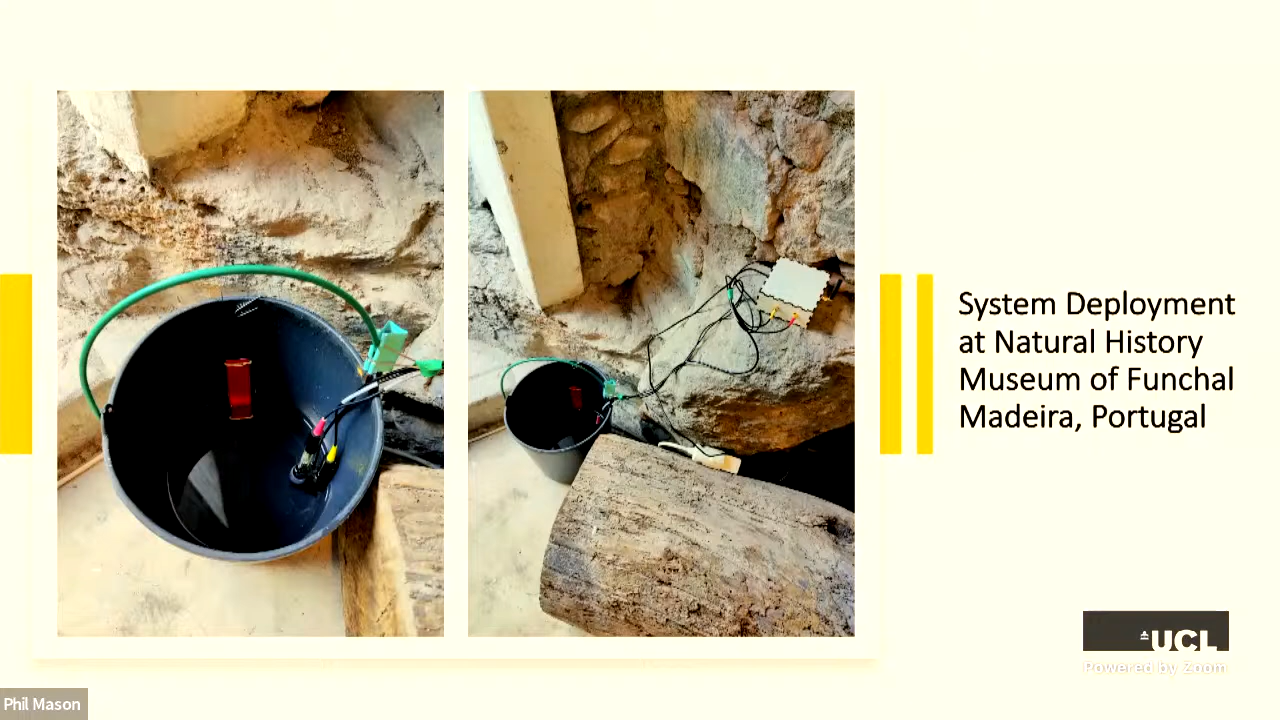 System Deployment
at Natural History
Museum of Funchal
Madeira, Portugal
UCL
Powered by Zoom
Phil Mason